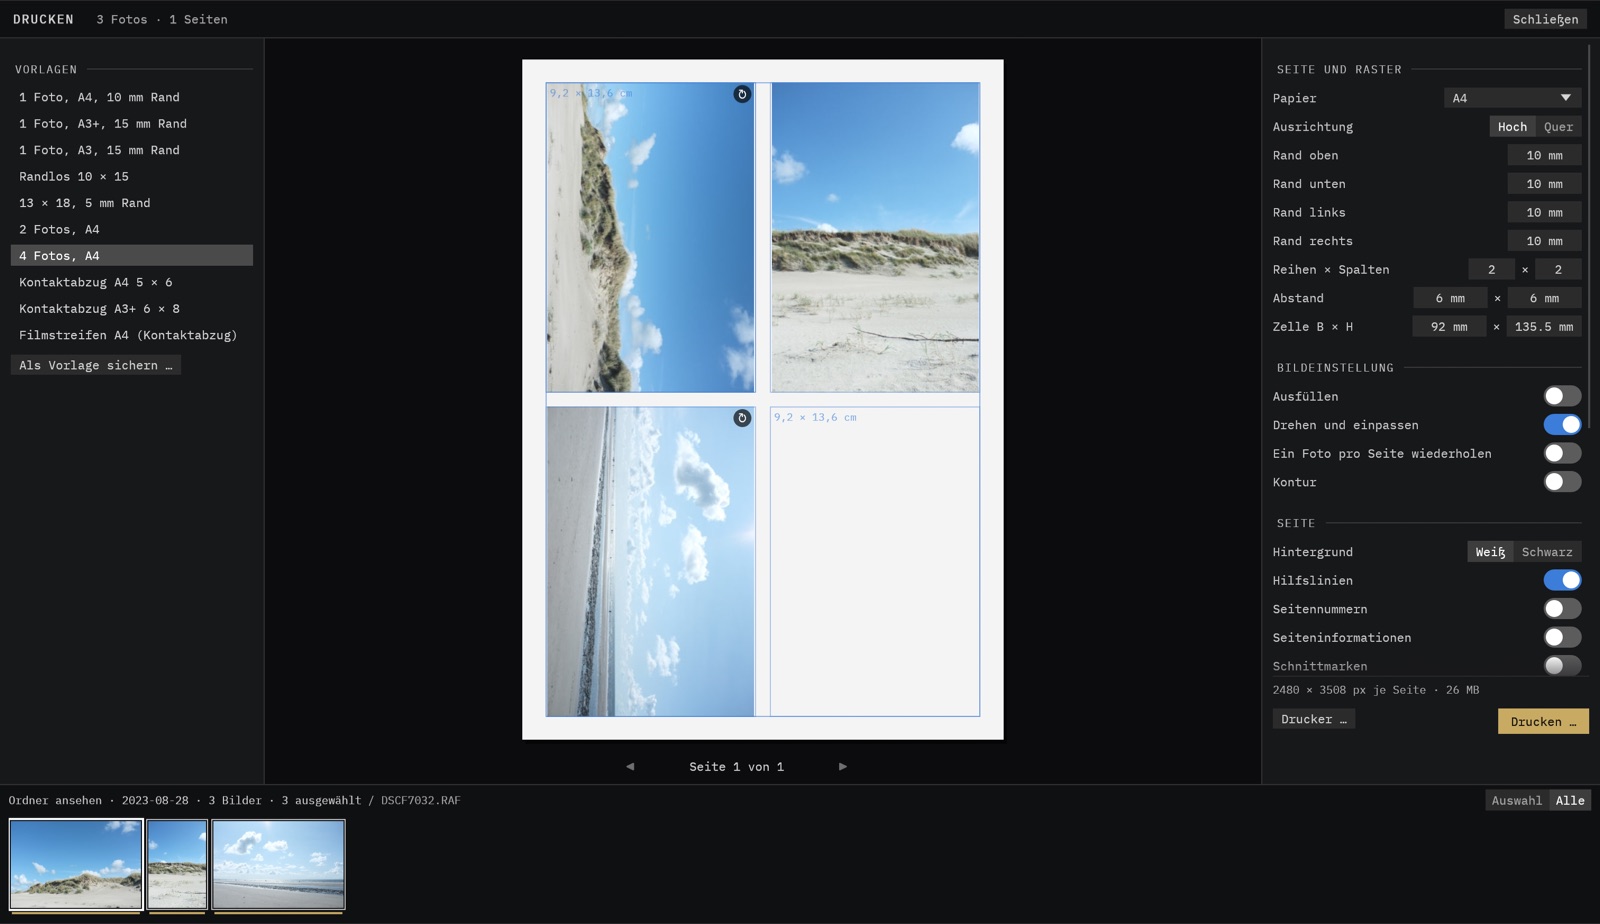 DRUCKEN 3 Fotos · 1 Seiten
Schließen
VORLAGEN
1 Foto, A4, 10 mm Rand
1 Foto, A3+, 15 mm Rand
1 Foto, A3, 15 mm Rand
Randlos 10 × 15
13 × 18, 5 mm Rand
2 Fotos, A4
4 Fotos, A4
Kontaktabzug A4 5 × 6
Kontaktabzug A3+ 6 × 8
Filmstreifen A4 (Kontaktabzug)
Als Vorlage sichern …
9,2 × 13,6 cm
9,2 × 13,6 cm
◀ Seite 1 von 1 ▶
SEITE UND RASTER
Papier A4
Ausrichtung Hoch Quer
Rand oben 10 mm
Rand unten 10 mm
Rand links 10 mm
Rand rechts 10 mm
Reihen × Spalten 2 × 2
Abstand 6 mm × 6 mm
Zelle B × H 92 mm × 135.5 mm
BILDEINSTELLUNG
Ausfüllen
Drehen und einpassen
Ein Foto pro Seite wiederholen
Kontur
SEITE
Hintergrund Weiß Schwarz
Hilfslinien
Seitennummern
Seiteninformationen
Schnittmarken
2480 × 3508 px je Seite · 26 MB
Drucker … Drucken …
Ordner ansehen · 2023-08-28 · 3 Bilder · 3 ausgewählt / DSCF7032.RAF
Auswahl Alle